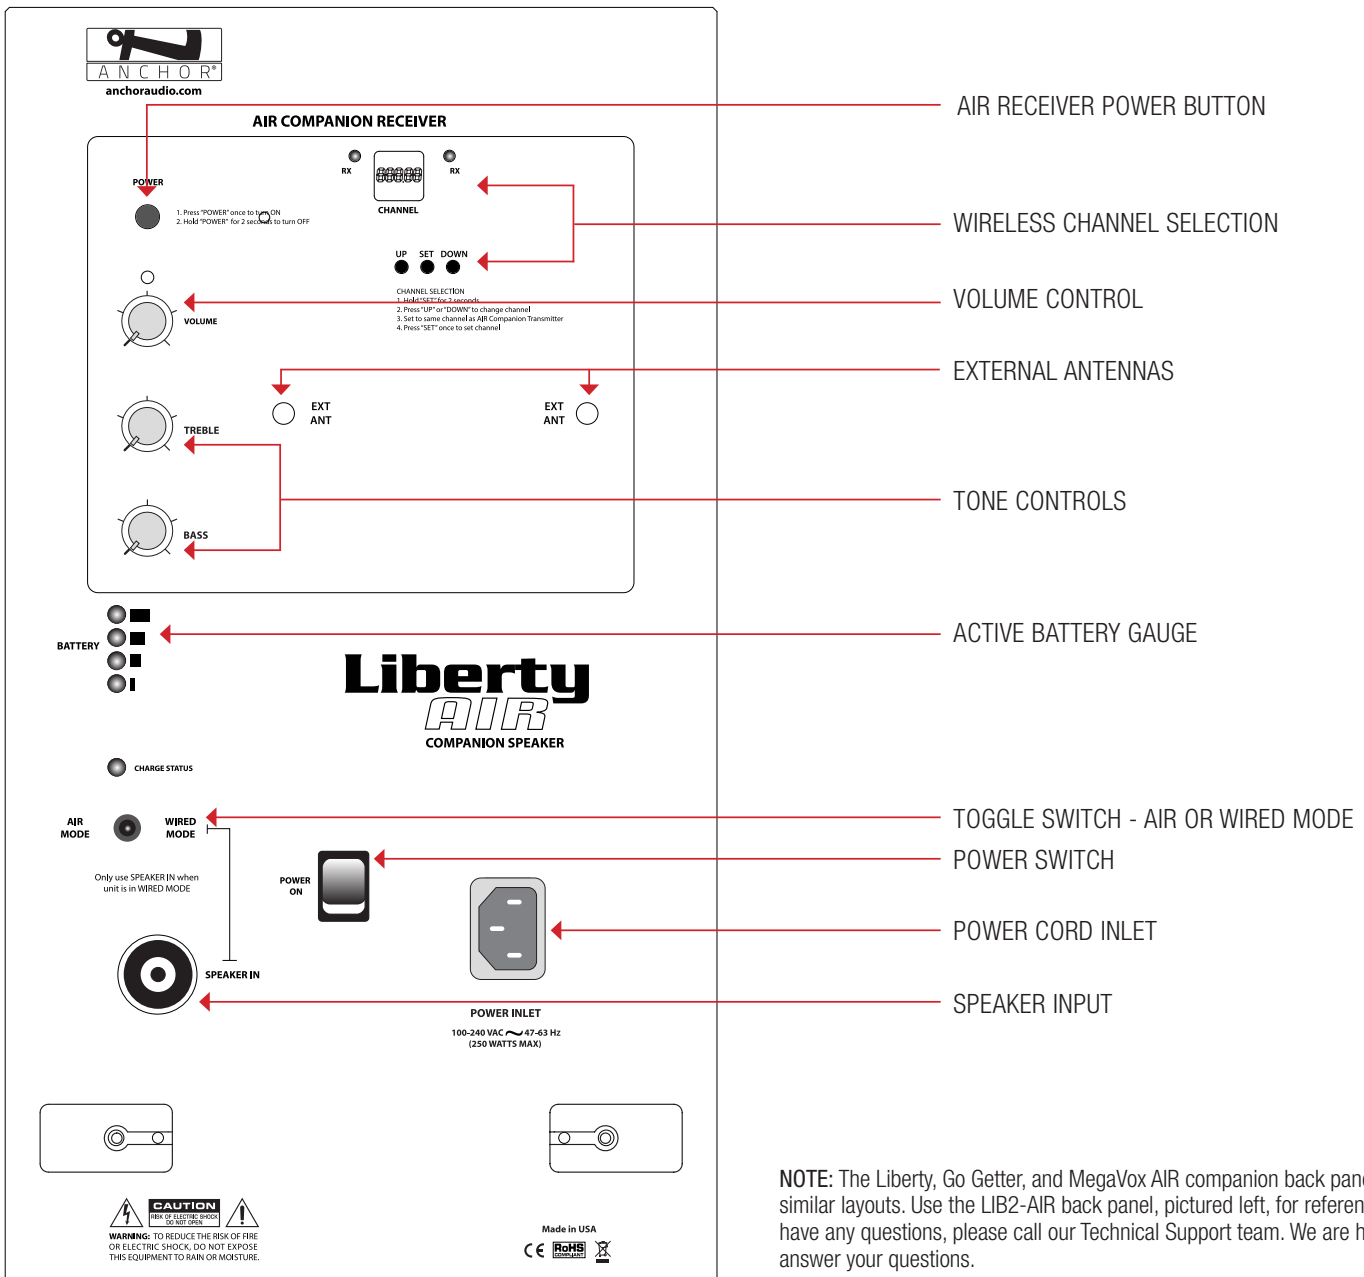 ANCHOR®
anchoraudio.com
AIR COMPANION RECEIVER
POWER
1. Press "POWER" once to turn ON
2. Hold "POWER" for 2 seconds to turn OFF
RX
RX
CHANNEL
UP SET DOWN
CHANNEL SELECTION
1. Hold "SET" for 2 seconds
2. Press "UP" or "DOWN" to change channel
3. Set to same channel as AIR Companion Transmitter
4. Press "SET" once to set channel
VOLUME
TREBLE
EXT
ANT
EXT
ANT
BASS
BATTERY
Liberty
AIR
COMPANION SPEAKER
CHARGE STATUS
AIR
MODE
WIRED
MODE
Only use SPEAKER IN when
unit is in WIRED MODE
POWER
ON
SPEAKER IN
POWER INLET
100-240 VAC ~ 47-63 Hz
(250 WATTS MAX)
CAUTION
RISK OF ELECTRIC SHOCK
DO NOT OPEN
WARNING: TO REDUCE THE RISK OF FIRE
OR ELECTRIC SHOCK, DO NOT EXPOSE
THIS EQUIPMENT TO RAIN OR MOISTURE.
Made in USA
CE RoHS
COMPLIANT
AIR RECEIVER POWER BUTTON
WIRELESS CHANNEL SELECTION
VOLUME CONTROL
EXTERNAL ANTENNAS
TONE CONTROLS
ACTIVE BATTERY GAUGE
TOGGLE SWITCH - AIR OR WIRED MODE
POWER SWITCH
POWER CORD INLET
SPEAKER INPUT
NOTE: The Liberty, Go Getter, and MegaVox AIR companion back pane
similar layouts. Use the LIB2-AIR back panel, pictured left, for referen
have any questions, please call our Technical Support team. We are h
answer your questions.